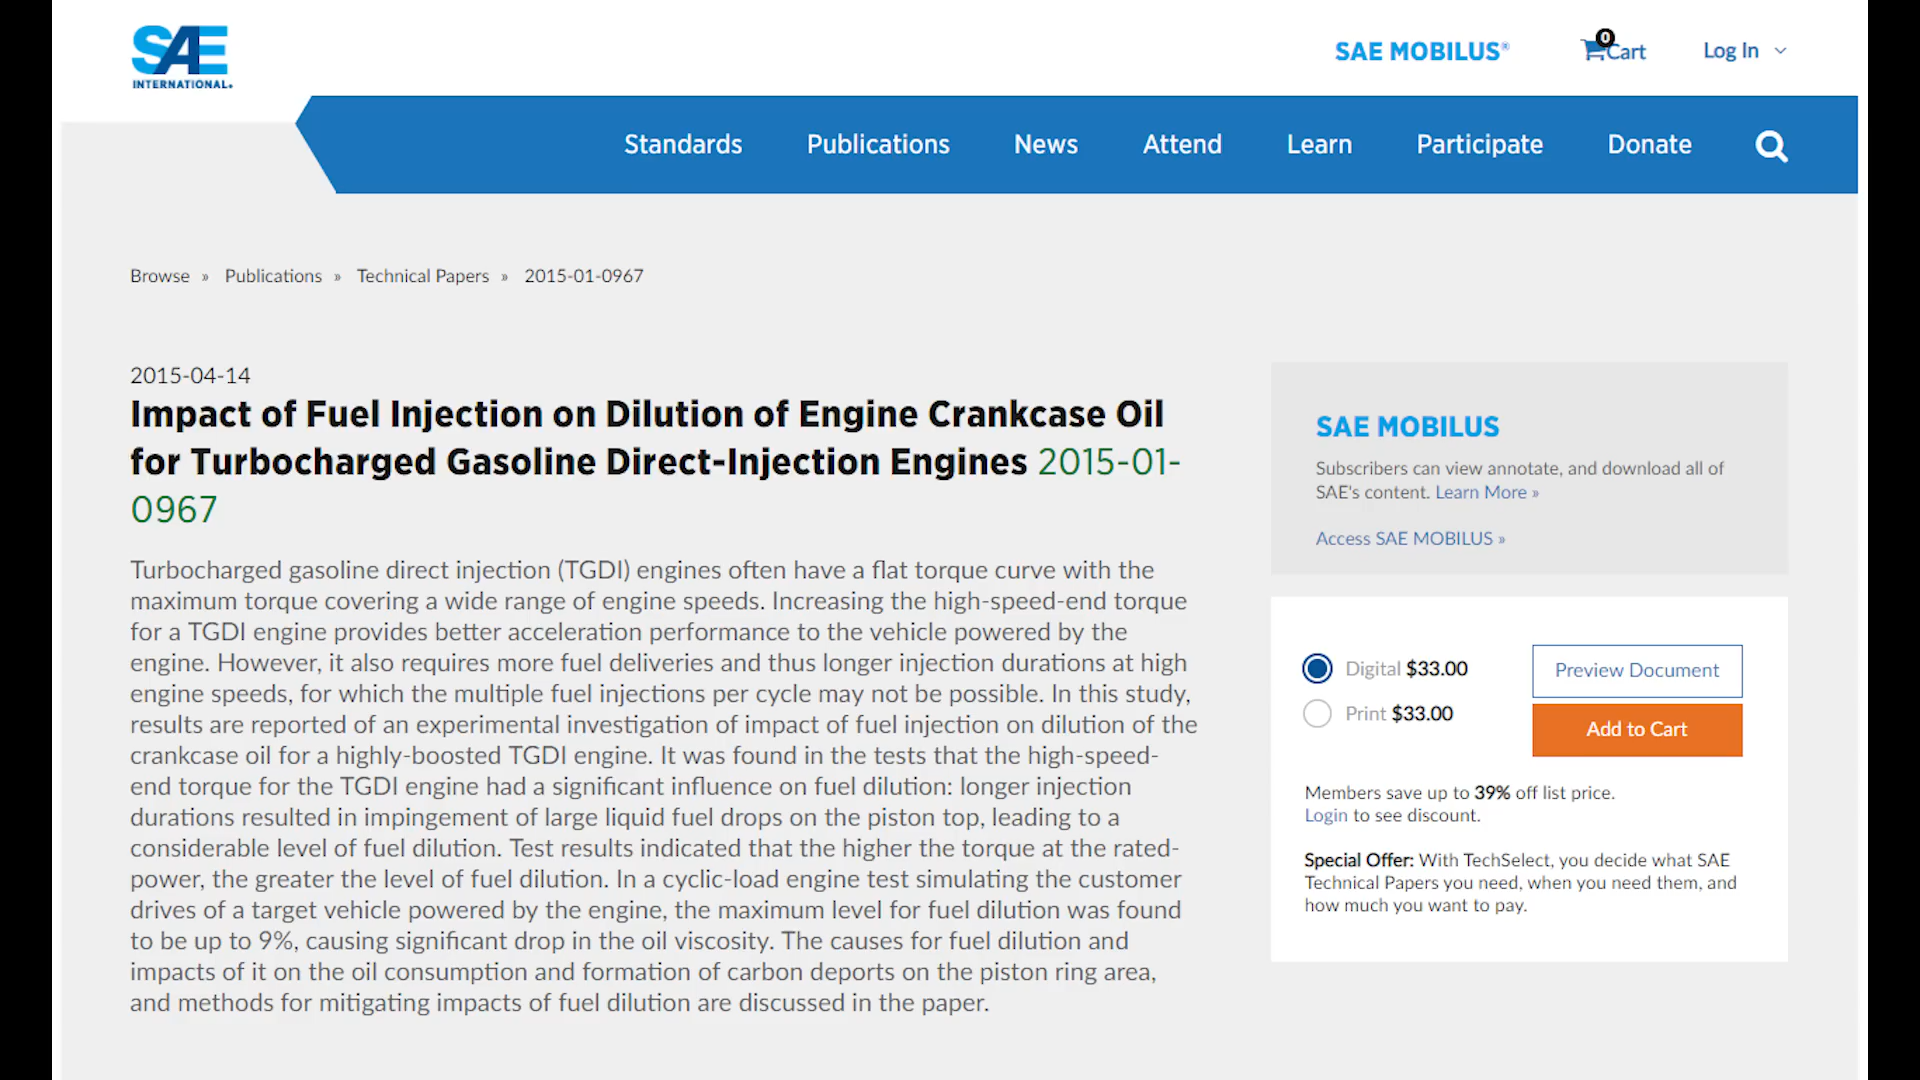 SAE
INTERNATIONAL.
SAE MOBILUS®
0
Cart
Log In
Standards
Publications
News
Attend
Learn
Participate
Donate
Browse » Publications » Technical Papers » 2015-01-0967
2015-04-14
Impact of Fuel Injection on Dilution of Engine Crankcase Oil
for Turbocharged Gasoline Direct-Injection Engines 2015-01-
0967
Turbocharged gasoline direct injection (TGDI) engines often have a flat torque curve with the
maximum torque covering a wide range of engine speeds. Increasing the high-speed-end torque
for a TGDI engine provides better acceleration performance to the vehicle powered by the
engine. However, it also requires more fuel deliveries and thus longer injection durations at high
engine speeds, for which the multiple fuel injections per cycle may not be possible. In this study,
results are reported of an experimental investigation of impact of fuel injection on dilution of the
crankcase oil for a highly-boosted TGDI engine. It was found in the tests that the high-speed-
end torque for the TGDI engine had a significant influence on fuel dilution: longer injection
durations resulted in impingement of large liquid fuel drops on the piston top, leading to a
considerable level of fuel dilution. Test results indicated that the higher the torque at the rated-
power, the greater the level of fuel dilution. In a cyclic-load engine test simulating the customer
drives of a target vehicle powered by the engine, the maximum level for fuel dilution was found
to be up to 9%, causing significant drop in the oil viscosity. The causes for fuel dilution and
impacts of it on the oil consumption and formation of carbon deports on the piston ring area,
and methods for mitigating impacts of fuel dilution are discussed in the paper.
SAE MOBILUS
Subscribers can view annotate, and download all of
SAE's content. Learn More »
Access SAE MOBILUS »
Digital $33.00
Print $33.00
Preview Document
Add to Cart
Members save up to 39% off list price.
Login to see discount.
Special Offer: With TechSelect, you decide what SAE
Technical Papers you need, when you need them, and
how much you want to pay.